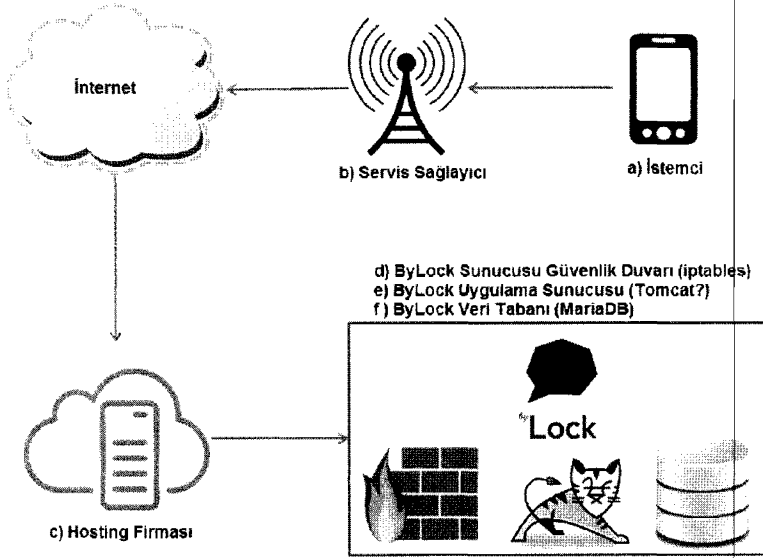 İnternet
b) Servis Sağlayıcı
a) İstemci
d) ByLock Sunucusu Güvenlik Duvarı (iptables)
e) ByLock Uygulama Sunucusu (Tomcat?)
f ) ByLock Veri Tabanı (MariaDB)
By
Lock
c) Hosting Firması